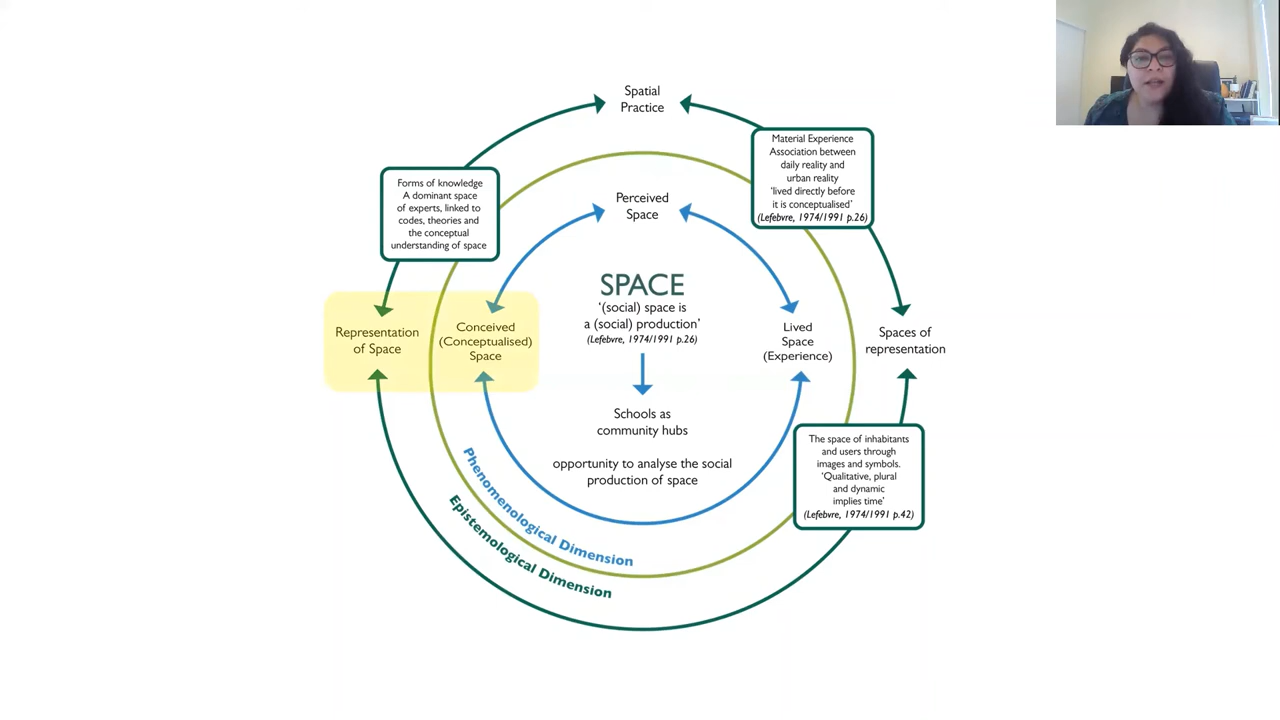 Spatial
Practice
Material Experience
Association between
daily reality and
urban reality
'lived directly before
it is conceptualised'
(Lefebvre, 1974/1991 p.26)
Forms of knowledge
A dominant space
of experts, linked to
codes, theories and
the conceptual
understanding of space
Perceived
Space
SPACE
'(social) space is
a (social) production'
(Lefebvre, 1974/1991 p.26)
Representation
of Space
Conceived
(Conceptualised)
Space
Lived
Space
(Experience)
Spaces of
representation
Schools as
community hubs
opportunity to analyse the social
production of space
The space of inhabitants
and users through
images and symbols.
'Qualitative, plural
and dynamic
implies time'
(Lefebvre, 1974/1991 p.42)
Phenomenological Dimension
Epistemological Dimension